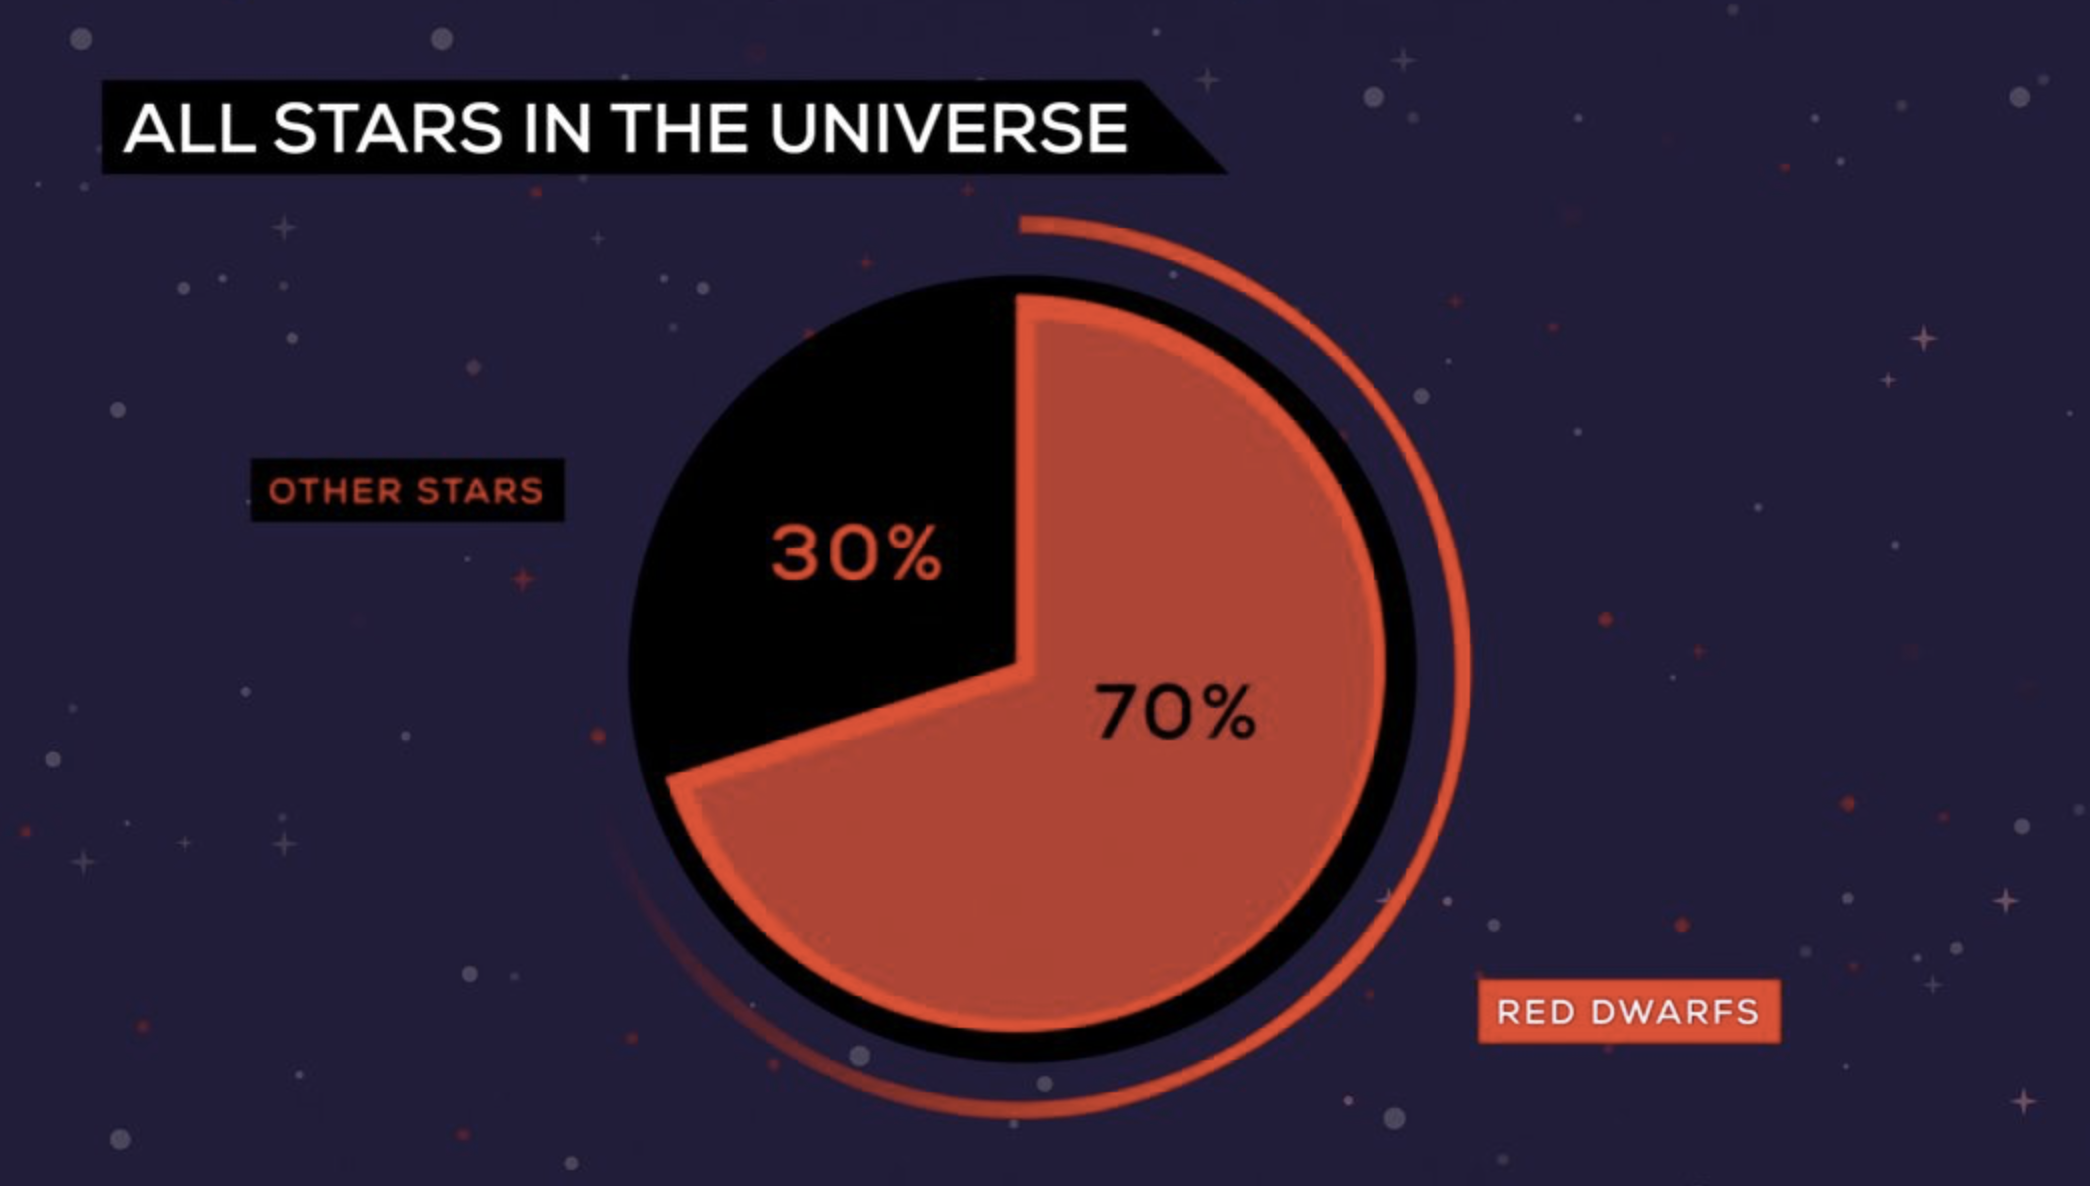 ALL STARS IN THE UNIVERSE
OTHER STARS
30%
70%
RED DWARFS